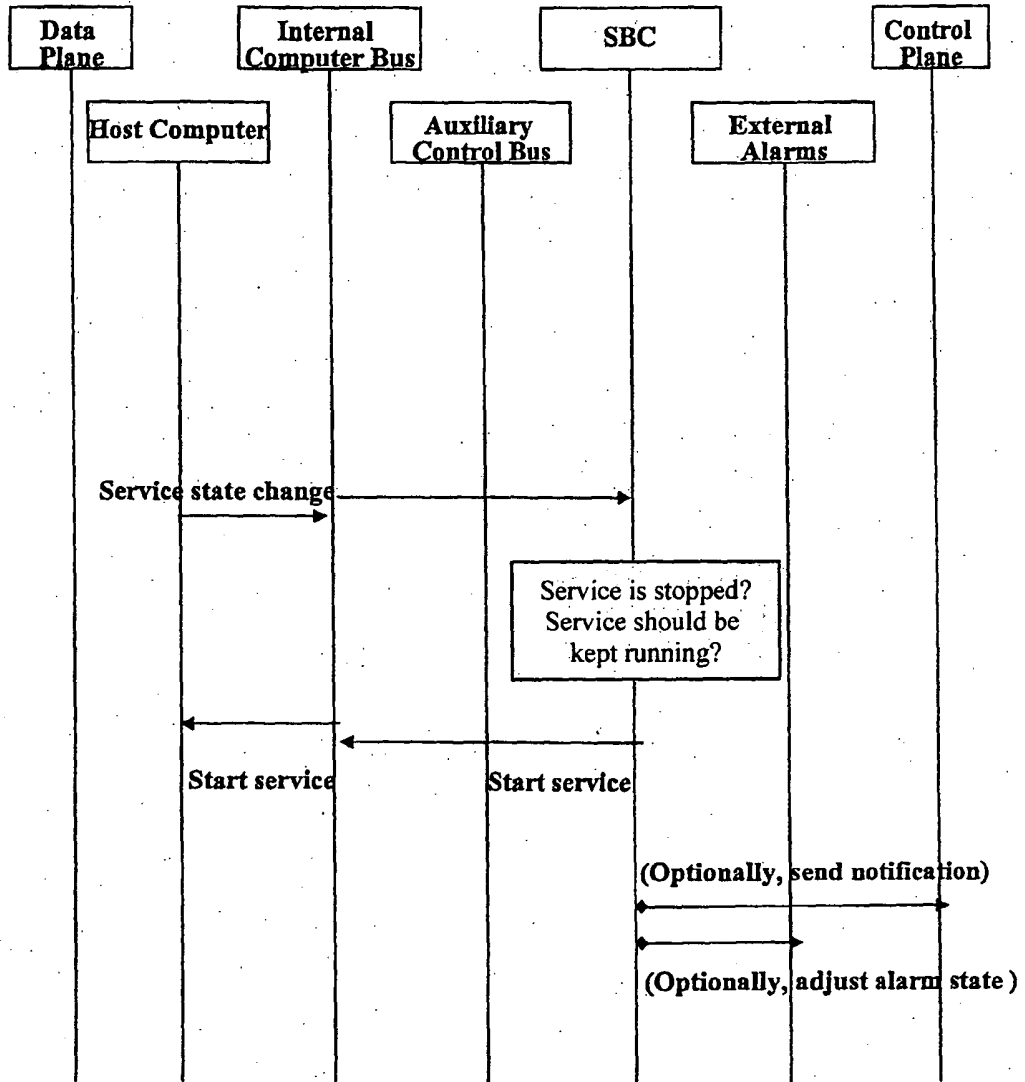 Data
Plane
Internal
Computer Bus
SBC
Control
Plane
Host Computer
Auxiliary
Control Bus
External
Alarms
Service state change
Service is stopped?
Service should be
kept running?
Start service
Start service
(Optionally, send notification)
(Optionally, adjust alarm state )